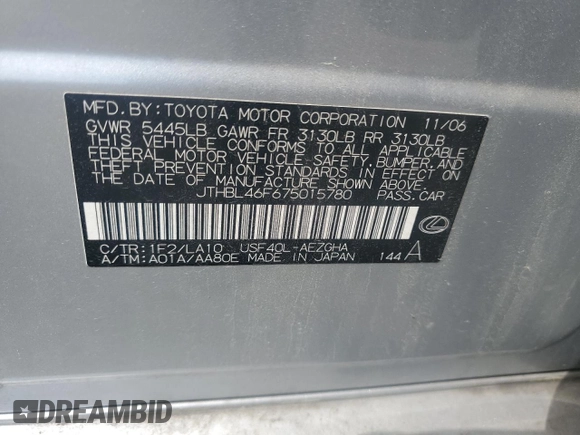 MFD. BY: TOYOTA MOTOR CORPORATION 11/06
GVWR 5445LB GAWR FR 3130LB RR 3130LB
THIS VEHICLE CONFORMS TO ALL APPLICABLE
FEDERAL MOTOR VEHICLE SAFETY, BUMPER, AND
THEFT PREVENTION STANDARDS IN EFFECT ON
THE DATE OF MANUFACTURE SHOWN ABOVE.
JTHBL46F675015780 PASS. CAR
C/TR: 1F2/LA10 USF40L-AEZGHA
A/TM: A01A/AA80E MADE IN JAPAN 144 A
DREAMBID